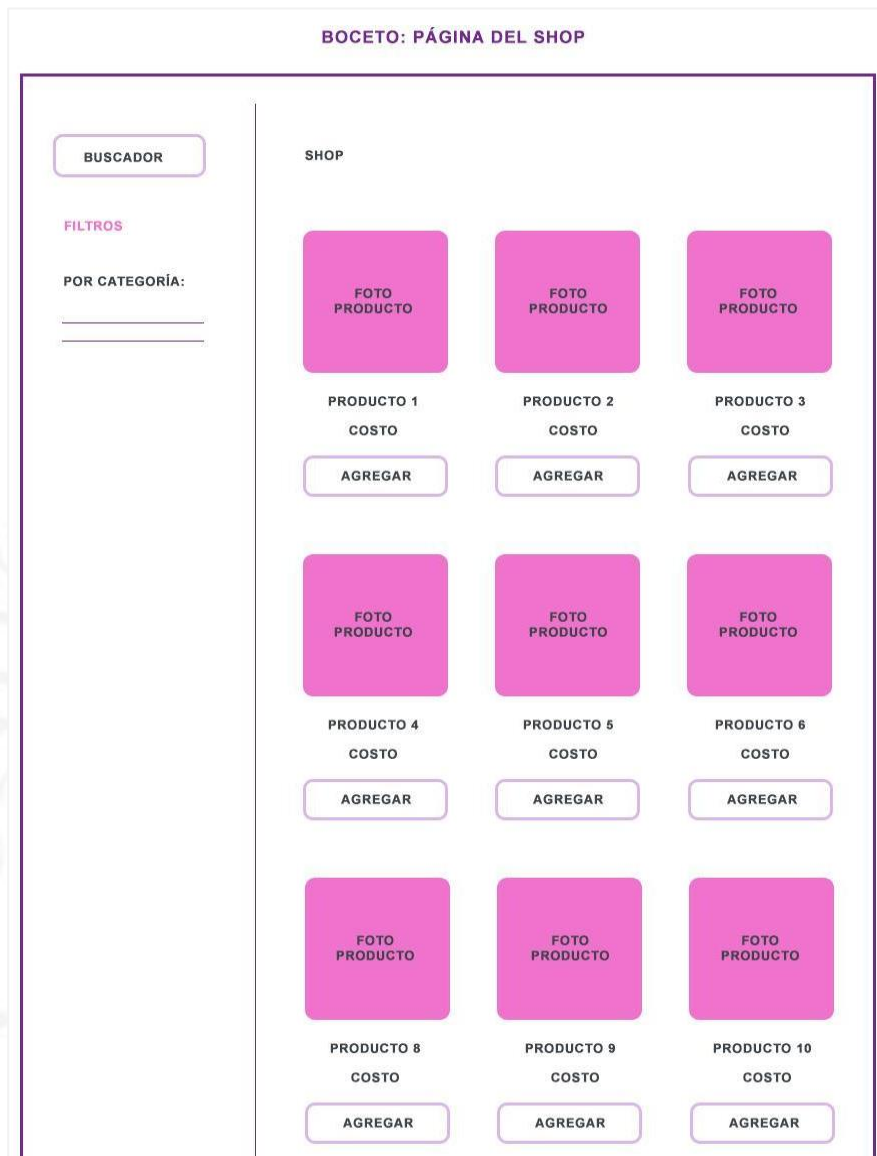 BOCETO: PÁGINA DEL SHOP
BUSCADOR
FILTROS
POR CATEGORÍA:
SHOP
FOTO
PRODUCTO
FOTO
PRODUCTO
FOTO
PRODUCTO
PRODUCTO 1
PRODUCTO 2
PRODUCTO 3
COSTO
COSTO
COSTO
AGREGAR
AGREGAR
AGREGAR
FOTO
PRODUCTO
FOTO
PRODUCTO
FOTO
PRODUCTO
PRODUCTO 4
PRODUCTO 5
PRODUCTO 6
COSTO
COSTO
COSTO
AGREGAR
AGREGAR
AGREGAR
FOTO
PRODUCTO
FOTO
PRODUCTO
FOTO
PRODUCTO
PRODUCTO 8
PRODUCTO 9
PRODUCTO 10
COSTO
COSTO
COSTO
AGREGAR
AGREGAR
AGREGAR